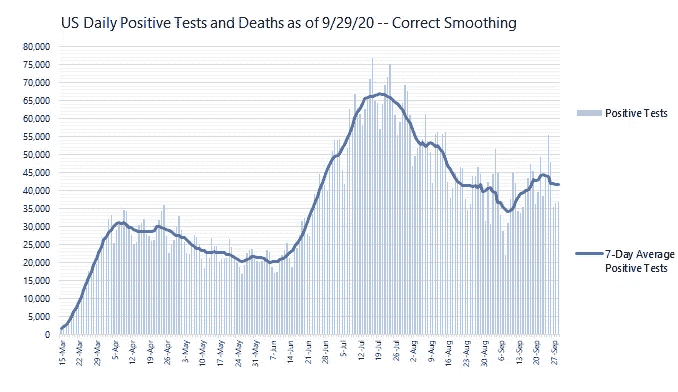 US Daily Positive Tests and Deaths as of 9/29/20 -- Correct Smoothing
80,000
75,000
70,000
65,000
60,000
55,000
50,000
45,000
40,000
35,000
30,000
25,000
20,000
15,000
10,000
5,000
0
Positive Tests
7-Day Average
Positive Tests
15-Mar
22-Mar
29-Mar
5-Apr
12-Apr
19-Apr
26-Apr
3-May
10-May
17-May
24-May
31-May
7-Jun
14-Jun
21-Jun
28-Jun
5-Jul
12-Jul
19-Jul
26-Jul
2-Aug
9-Aug
16-Aug
23-Aug
30-Aug
6-Sep
13-Sep
20-Sep
27-Sep